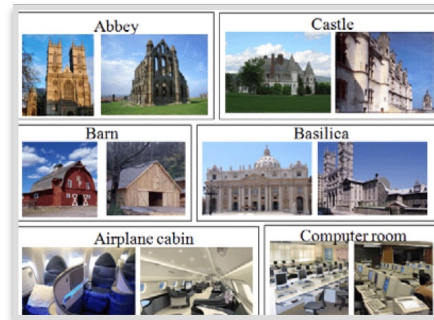 Abbey
Castle
Barn
Basilica
Airplane cabin
Computer room